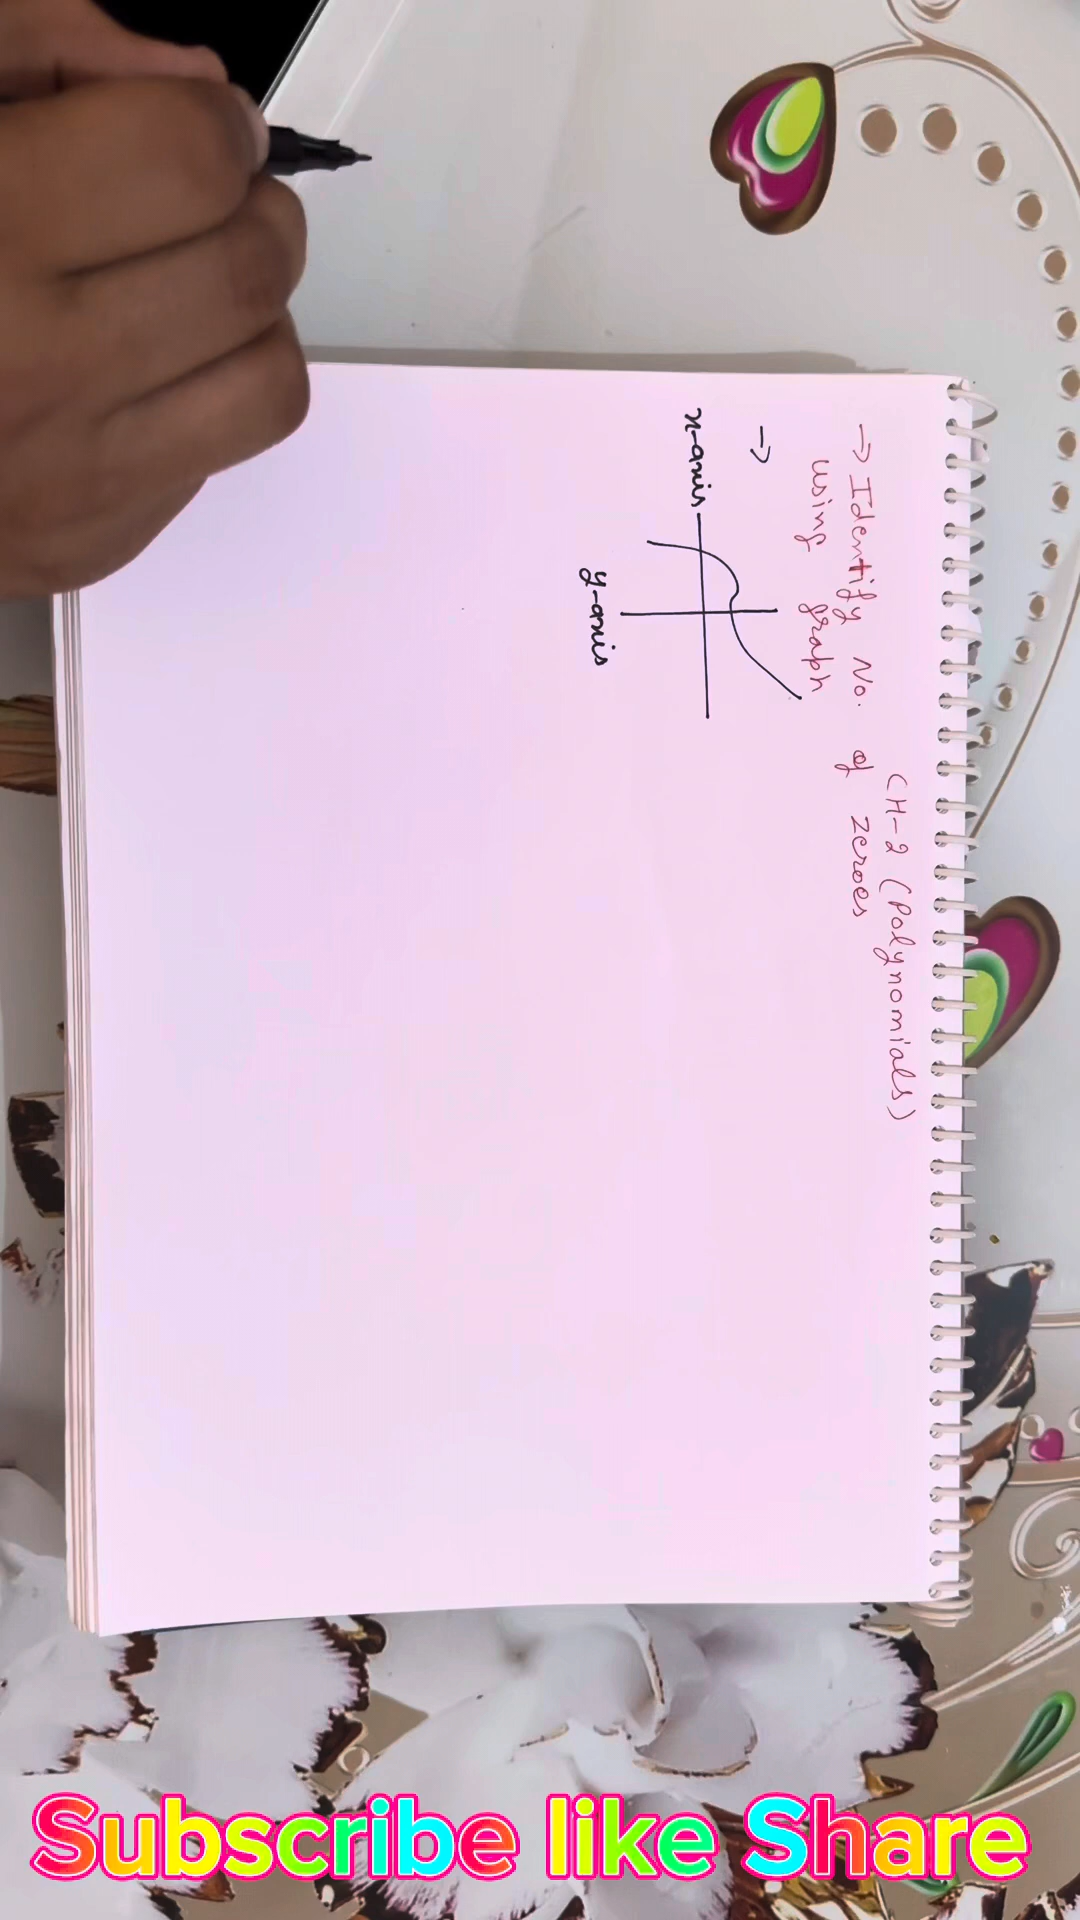 CH-2 (Polynomials)
→ Identify No. of zeroes
using graph
→
x-axis
y-axis
Subscribe like Share